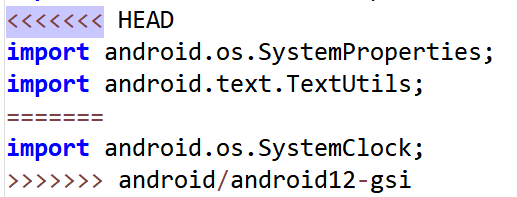 <<<<<<< HEAD
import android.os.SystemProperties;
import android.text.TextUtils;
=======
import android.os.SystemClock;
>>>>>>> android/android12-gsi